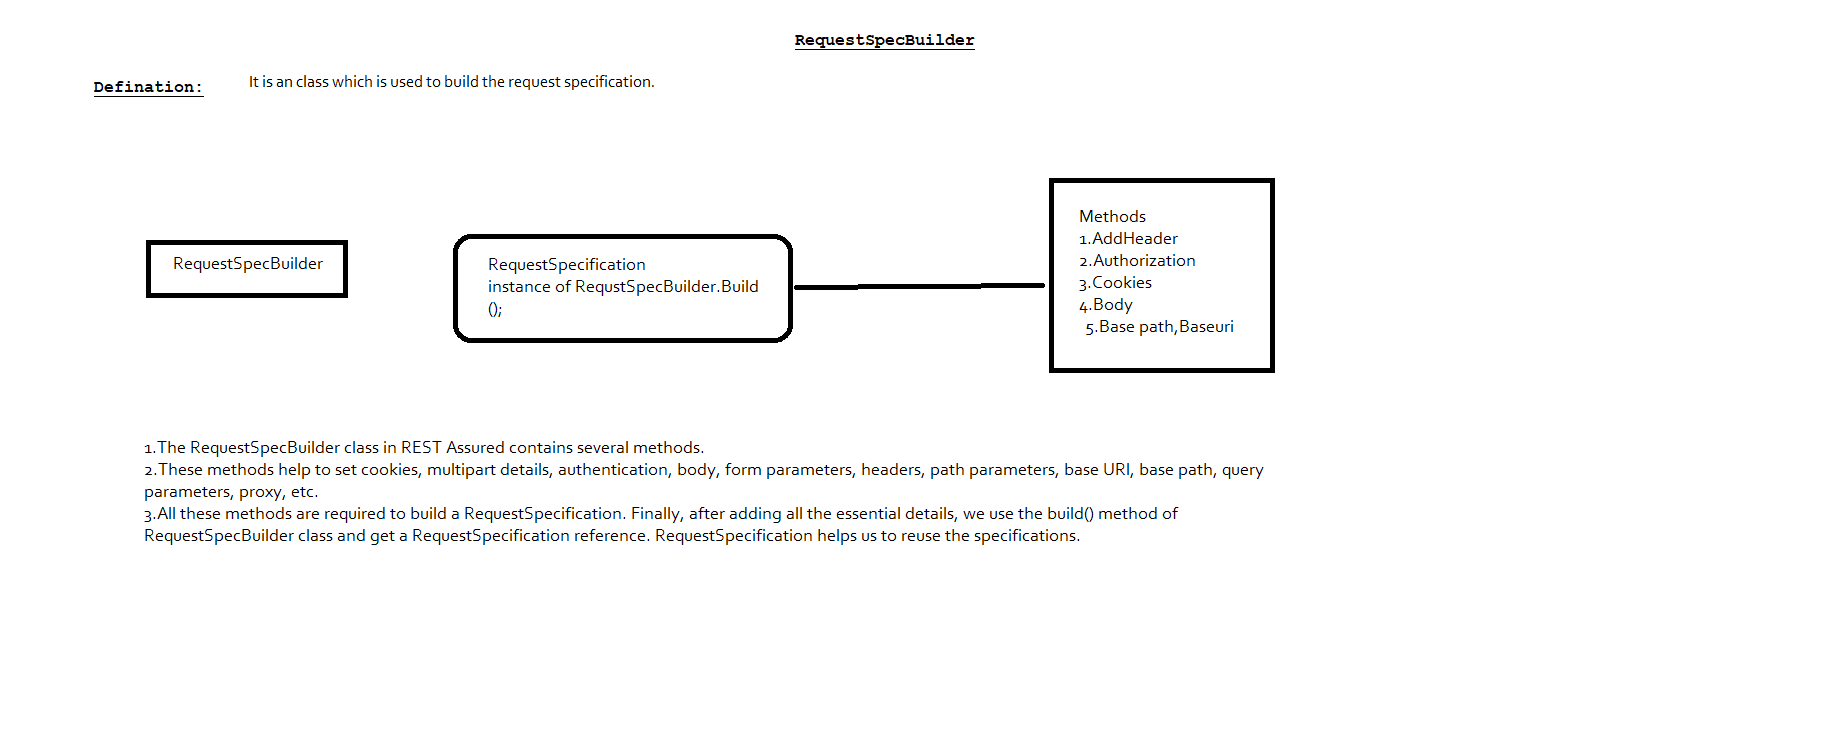 RequestSpecBuilder
Defination:
It is an class which is used to build the request specification.
RequestSpecBuilder
RequestSpecification
instance of RequstSpecBuilder.Build
();
Methods
1.AddHeader
2.Authorization
3.Cookies
4.Body
5.Base path,Baseuri
1.The RequestSpecBuilder class in REST Assured contains several methods.
2.These methods help to set cookies, multipart details, authentication, body, form parameters, headers, path parameters, base URI, base path, query
parameters, proxy, etc.
3.All these methods are required to build a RequestSpecification. Finally, after adding all the essential details, we use the build() method of
RequestSpecBuilder class and get a RequestSpecification reference. RequestSpecification helps us to reuse the specifications.